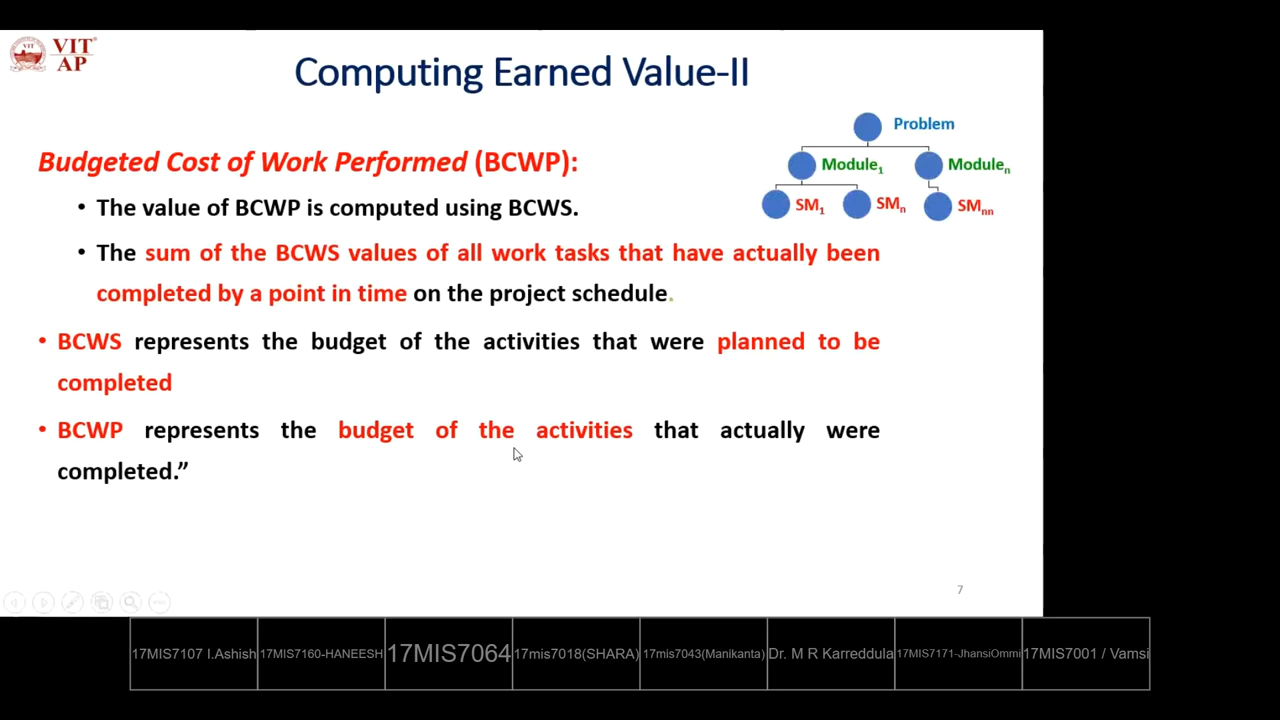 VIT
AP
Computing Earned Value-II
Problem
Module1
Modulen
SM1
SMn
SMnn
Budgeted Cost of Work Performed (BCWP):
• The value of BCWP is computed using BCWS.
• The sum of the BCWS values of all work tasks that have actually been
completed by a point in time on the project schedule.
• BCWS represents the budget of the activities that were planned to be
completed
• BCWP represents the budget of the activities that actually were
completed.”
7
17MIS7107 I.Ashish
17MIS7160-HANEESH
17MIS7064
17mis7018(SHARA)
17mis7043(Manikanta)
Dr. M R Karreddula
17MIS7171-JhansiOmmi
17MIS7001 / Vamsi